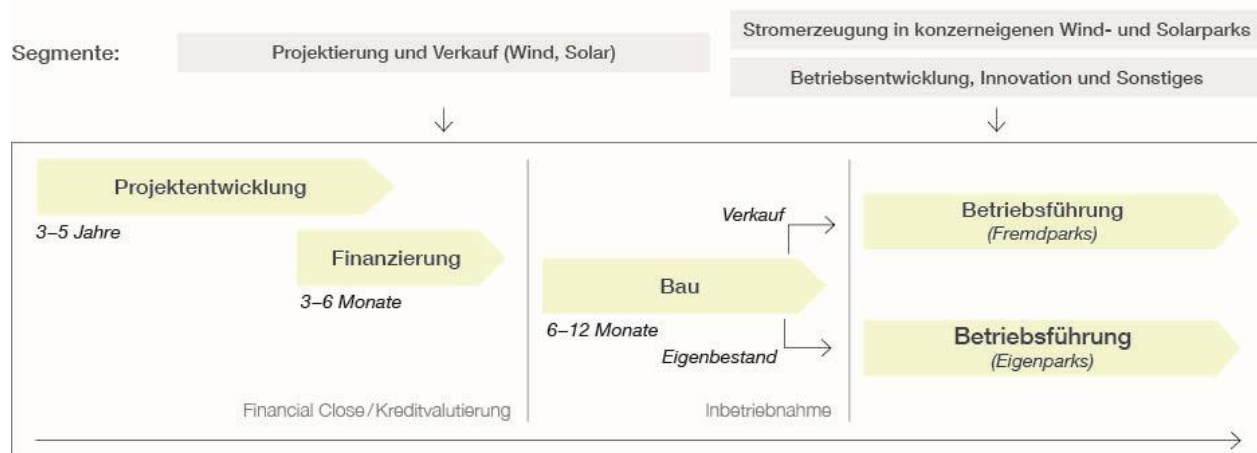 Segmente:
Projektierung und Verkauf (Wind, Solar)
Stromerzeugung in konzerneigenen Wind- und Solarparks
Betriebsentwicklung, Innovation und Sonstiges
Projektentwicklung
3–5 Jahre
Finanzierung
3–6 Monate
Bau
6–12 Monate
Verkauf
Eigenbestand
Betriebsführung
(Fremdparks)
Betriebsführung
(Eigenparks)
Financial Close/Kreditvalutierung
Inbetriebnahme